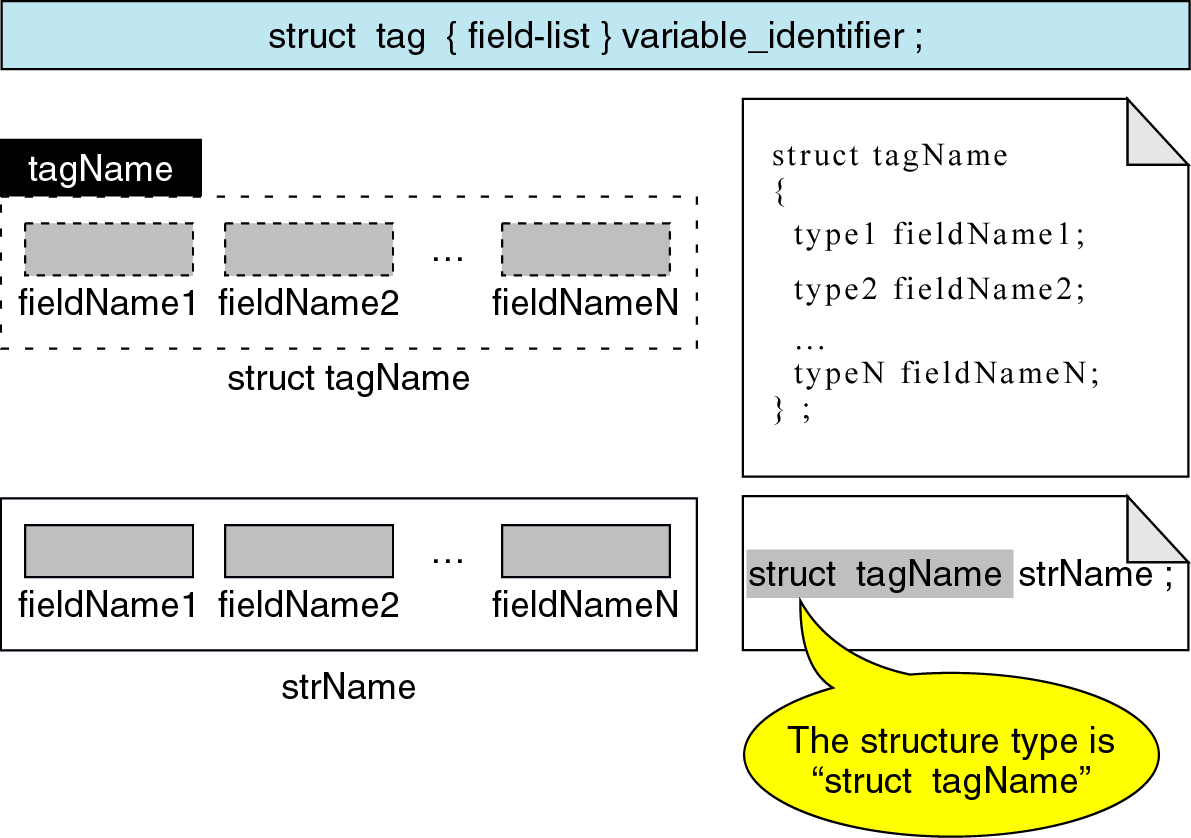 struct tag { field-list } variable_identifier ;
tagName
fieldName1 fieldName2 ... fieldNameN
struct tagName
struct tagName
{
type1 fieldName1;
type2 fieldName2;
...
typeN fieldNameN;
} ;
...
fieldName1 fieldName2 fieldNameN
strName
struct tagName strName ;
The structure type is
“struct tagName”